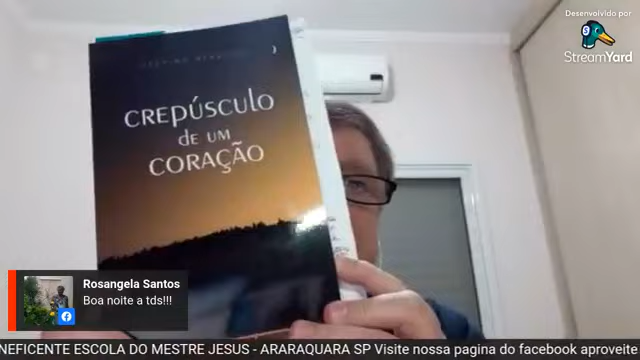 Desenvolvido por
StreamYard
CREPÚSCULO
DE UM
CORAÇÃO
Rosangela Santos
Boa noite a tds!!!
NEFICENTE ESCOLA DO MESTRE JESUS - ARARAQUARA SP Visite nossa pagina do facebook aproveite